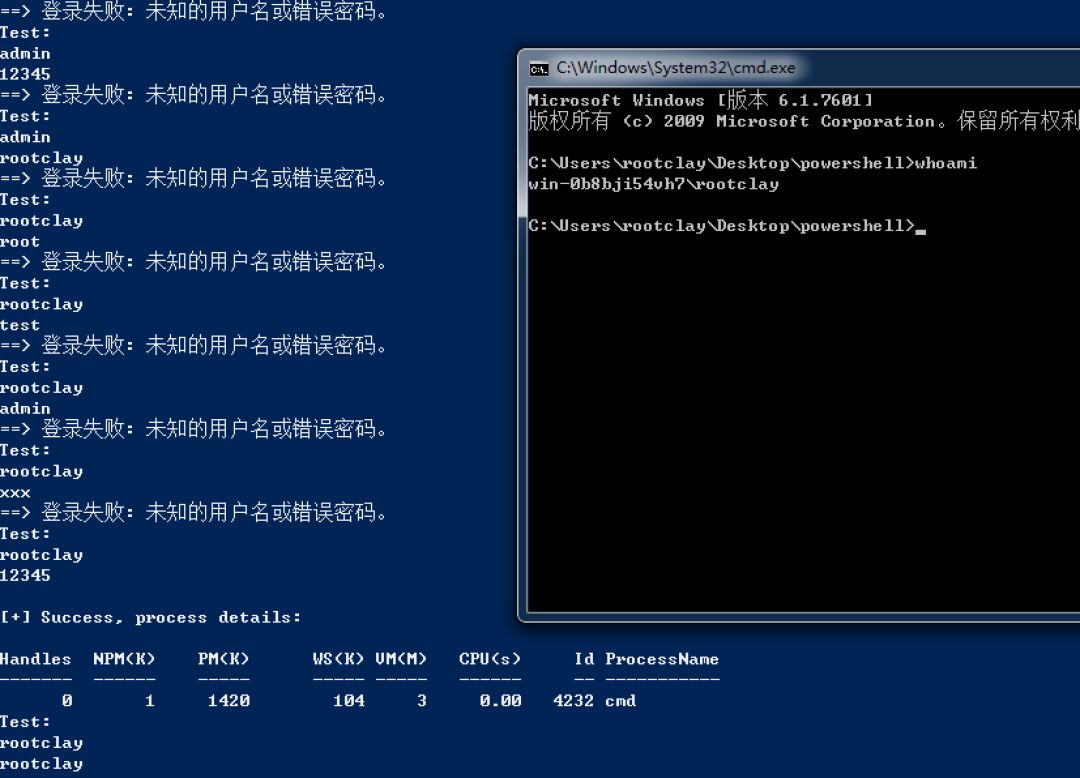 ==> 登录失败: 未知的用户名或错误密码。
Test:
admin
12345
==> 登录失败: 未知的用户名或错误密码。
Test:
admin
rootclay
==> 登录失败: 未知的用户名或错误密码。
Test:
rootclay
root
==> 登录失败: 未知的用户名或错误密码。
Test:
rootclay
test
==> 登录失败: 未知的用户名或错误密码。
Test:
rootclay
admin
==> 登录失败: 未知的用户名或错误密码。
Test:
rootclay
xxx
==> 登录失败: 未知的用户名或错误密码。
Test:
rootclay
12345
[+] Success, process details:
Handles NPM(K) PM(K) WS(K) VM(M) CPU(s) Id ProcessName
------- ------ ----- ----- ----- ------ -- -----------
0 1 1420 104 3 0.00 4232 cmd
Test:
rootclay
rootclay
C:\Windows\System32\cmd.exe
Microsoft Windows [版本 6.1.7601]
版权所有 (c) 2009 Microsoft Corporation。保留所有权利
C:\Users\rootclay\Desktop\powershell>whoami
win-0b8bji54vh7\rootclay
C:\Users\rootclay\Desktop\powershell>_